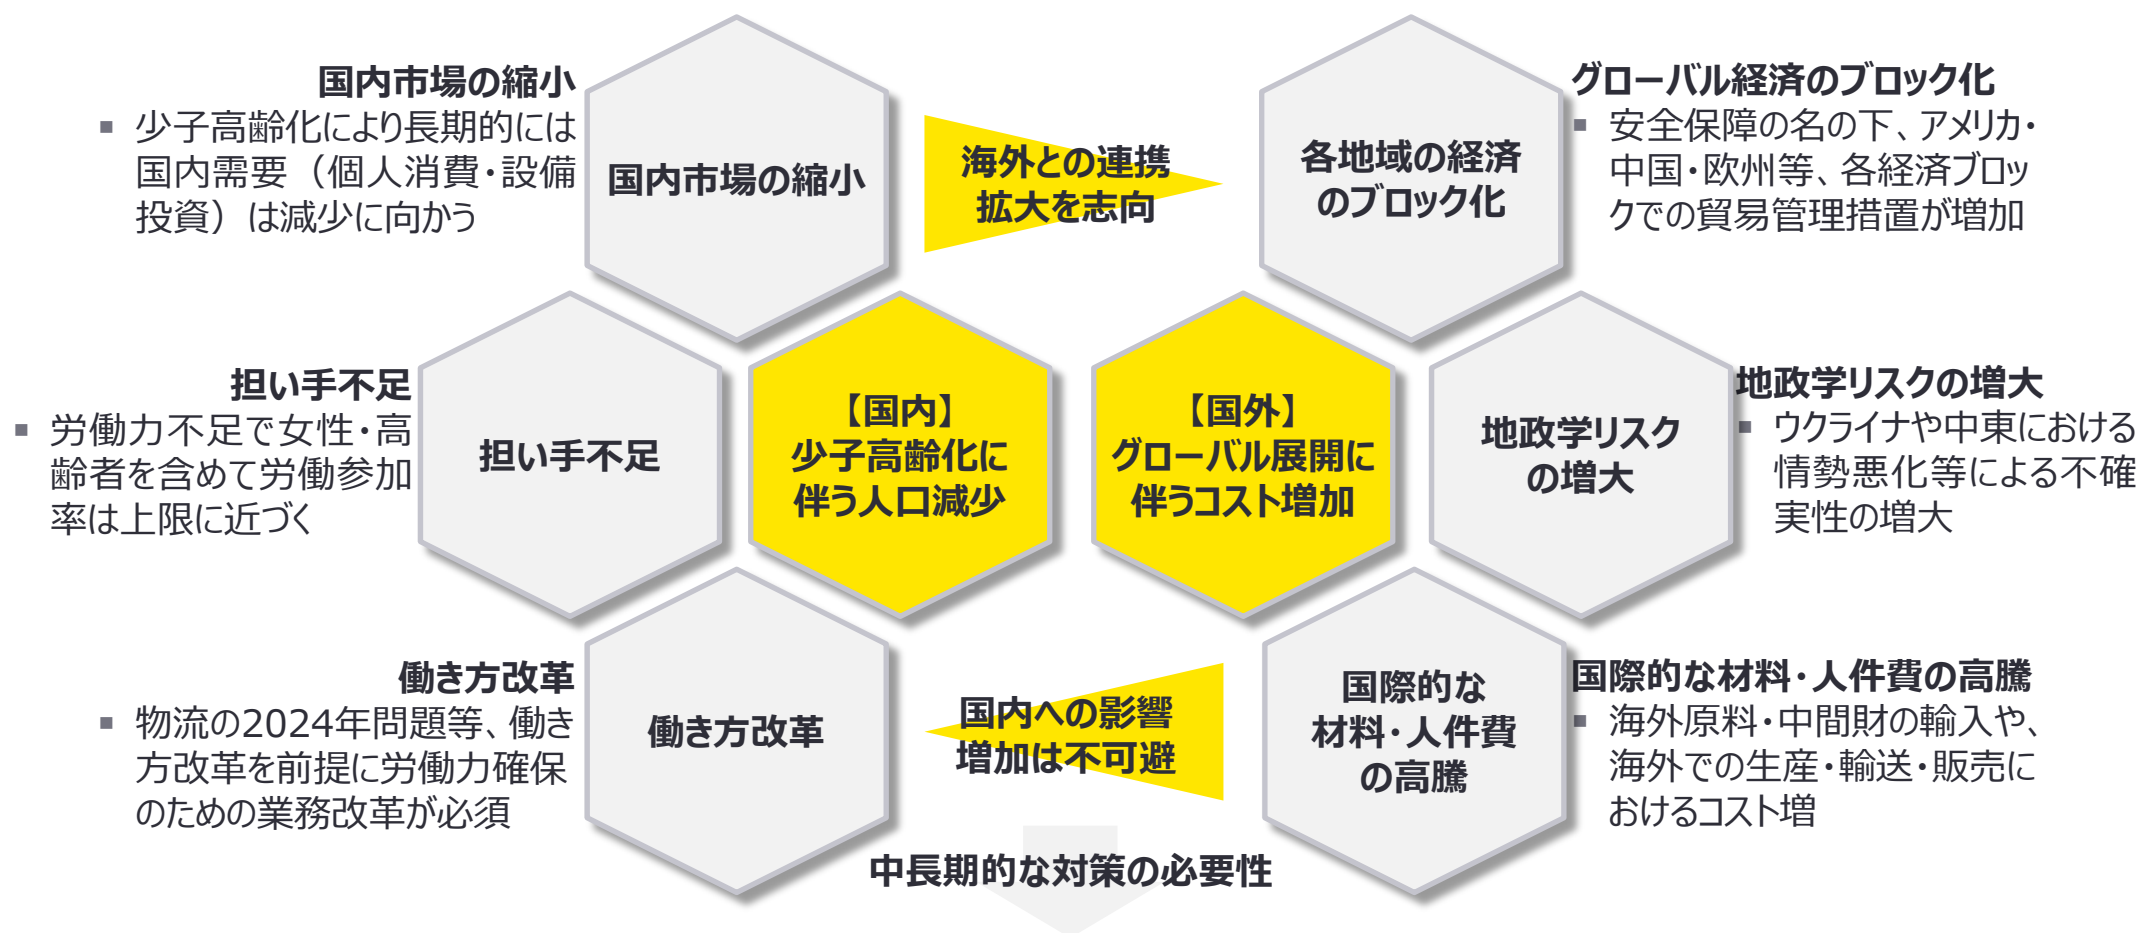 国内市場の縮小
▪ 少子高齢化により長期的には
国内需要（個人消費・設備
投資）は減少に向かう
国内市場の縮小
海外との連携
拡大を志向
各地域の経済
のブロック化
グローバル経済のブロック化
▪ 安全保障の名の下、アメリカ・
中国・欧州等、各経済ブロッ
クでの貿易管理措置が増加
担い手不足
▪ 労働力不足で女性・高
齢者を含めて労働参加
率は上限に近づく
担い手不足
【国内】
少子高齢化に
伴う人口減少
【国外】
グローバル展開に
伴うコスト増加
地政学リスク
の増大
地政学リスクの増大
▪ ウクライナや中東における
情勢悪化等による不確
実性の増大
働き方改革
▪ 物流の2024年問題等、働き
方改革を前提に労働力確保
のための業務改革が必須
働き方改革
国内への影響
増加は不可避
国際的な
材料・人件費
の高騰
国際的な材料・人件費の高騰
▪ 海外原料・中間財の輸入や、
海外での生産・輸送・販売に
おけるコスト増
中長期的な対策の必要性